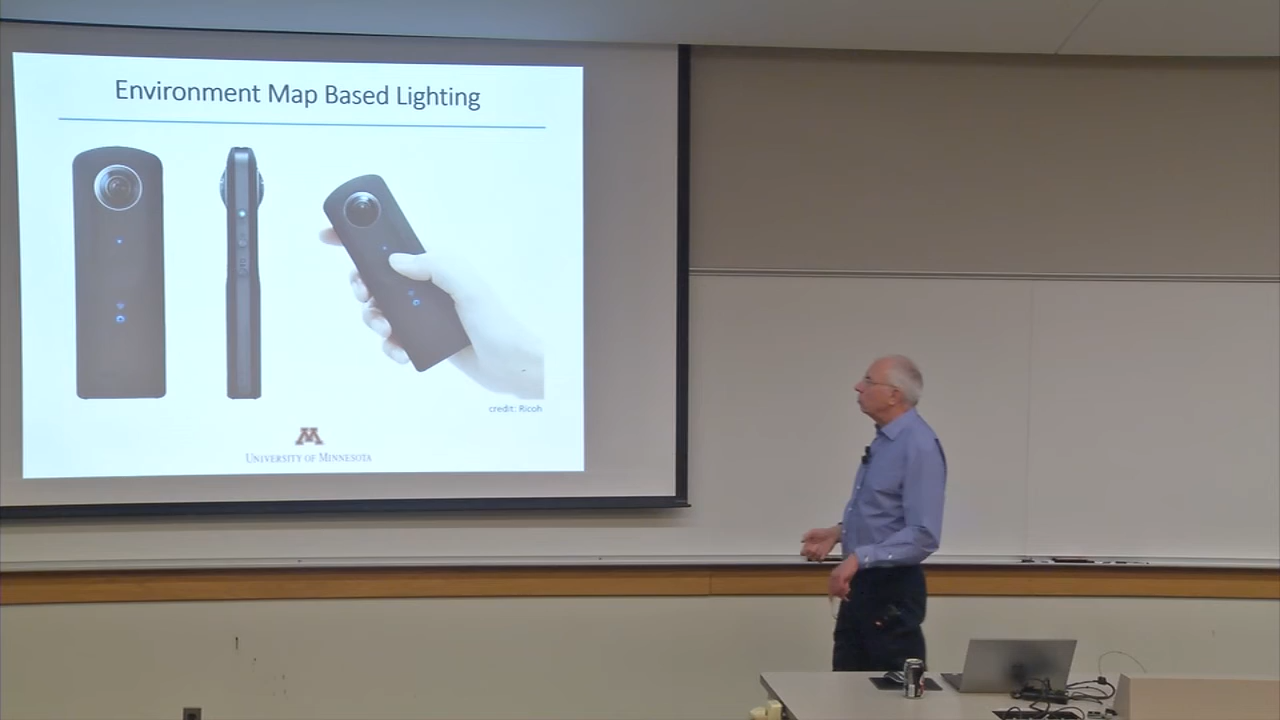 Environment Map Based Lighting
credit: Ricoh
M
UNIVERSITY OF MINNESOTA